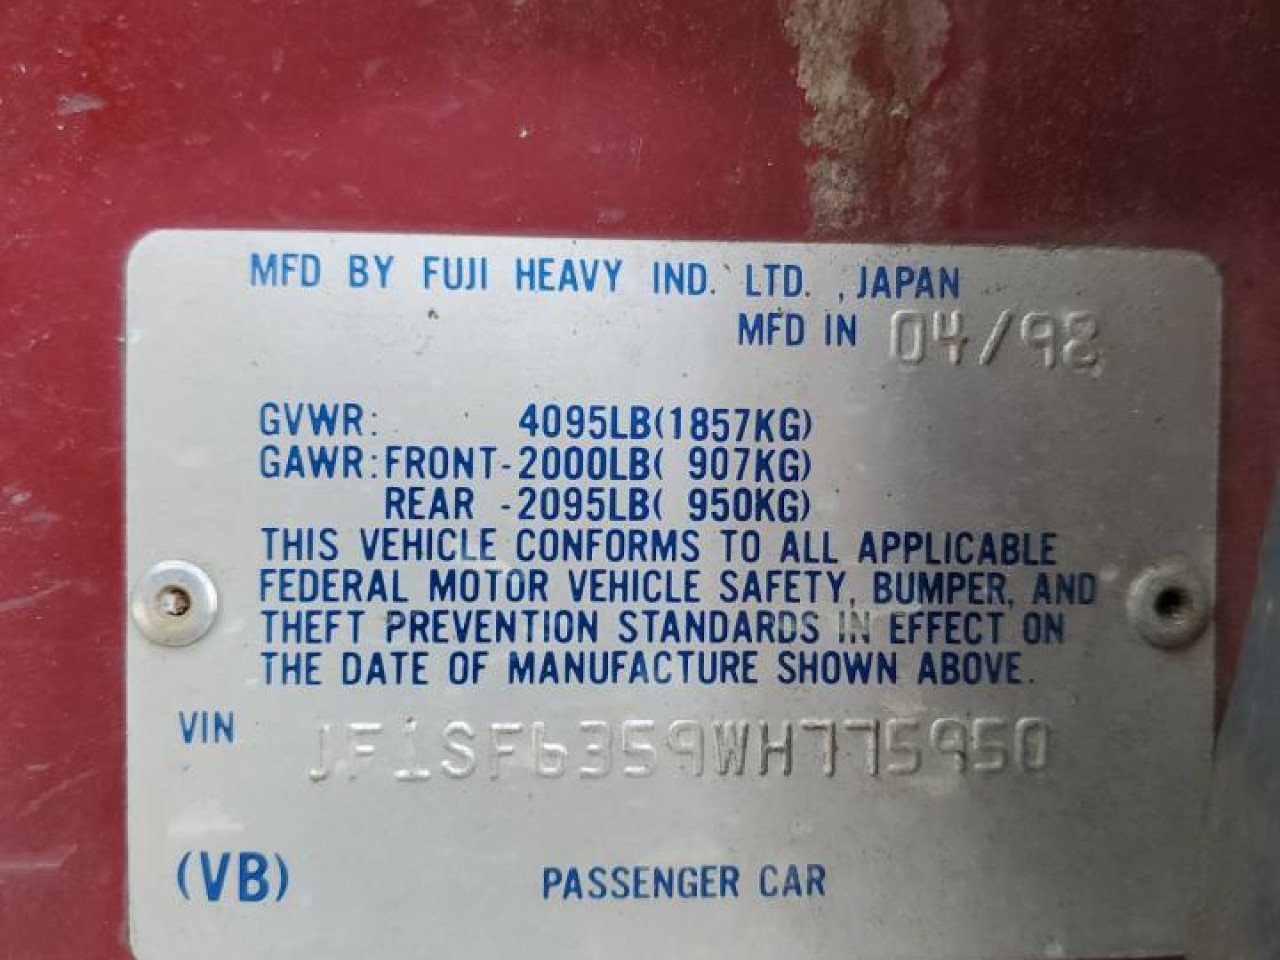 MFD BY FUJI HEAVY IND. LTD. , JAPAN
MFD IN 04/98
GVWR: 4095LB(1857KG)
GAWR:FRONT-2000LB( 907KG)
REAR -2095LB( 950KG)
THIS VEHICLE CONFORMS TO ALL APPLICABLE
FEDERAL MOTOR VEHICLE SAFETY, BUMPER, AND
THEFT PREVENTION STANDARDS IN EFFECT ON
THE DATE OF MANUFACTURE SHOWN ABOVE.
VIN JF1SF6359WH775950
(VB) PASSENGER CAR